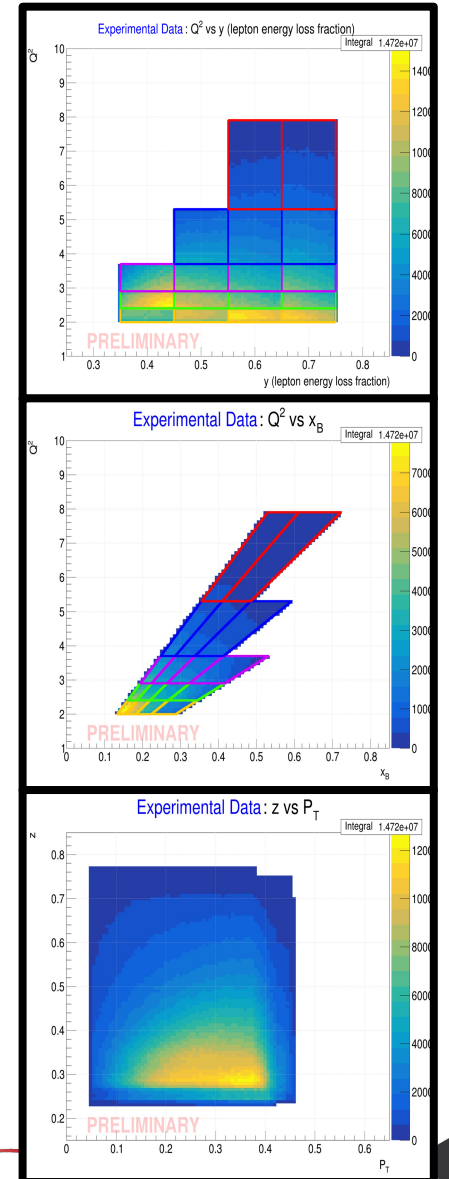 Experimental Data : Q² vs y (lepton energy loss fraction)
Integral 1.472e+07
Q²
10
9
8
7
6
5
4
3
2
1
0.3 0.4 0.5 0.6 0.7 0.8
y (lepton energy loss fraction)
1400
1200
1000
8000
6000
4000
2000
0
PRELIMINARY
Experimental Data : Q² vs x_B
Integral 1.472e+07
Q²
10
9
8
7
6
5
4
3
2
1
0 0.1 0.2 0.3 0.4 0.5 0.6 0.7 0.8
x_B
7000
6000
5000
4000
3000
2000
1000
0
PRELIMINARY
Experimental Data : z vs P_T
Integral 1.472e+07
z
0.8
0.7
0.6
0.5
0.4
0.3
0.2
0 0.1 0.2 0.3 0.4 0.5 0.6
P_T
1200
1000
8000
6000
4000
2000
0
PRELIMINARY